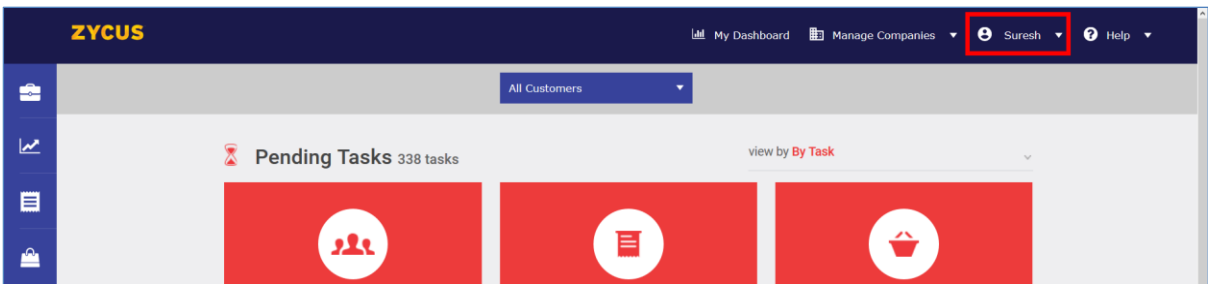 ZYCUS My Dashboard Manage Companies Suresh Help
All Customers
Pending Tasks 338 tasks view by By Task